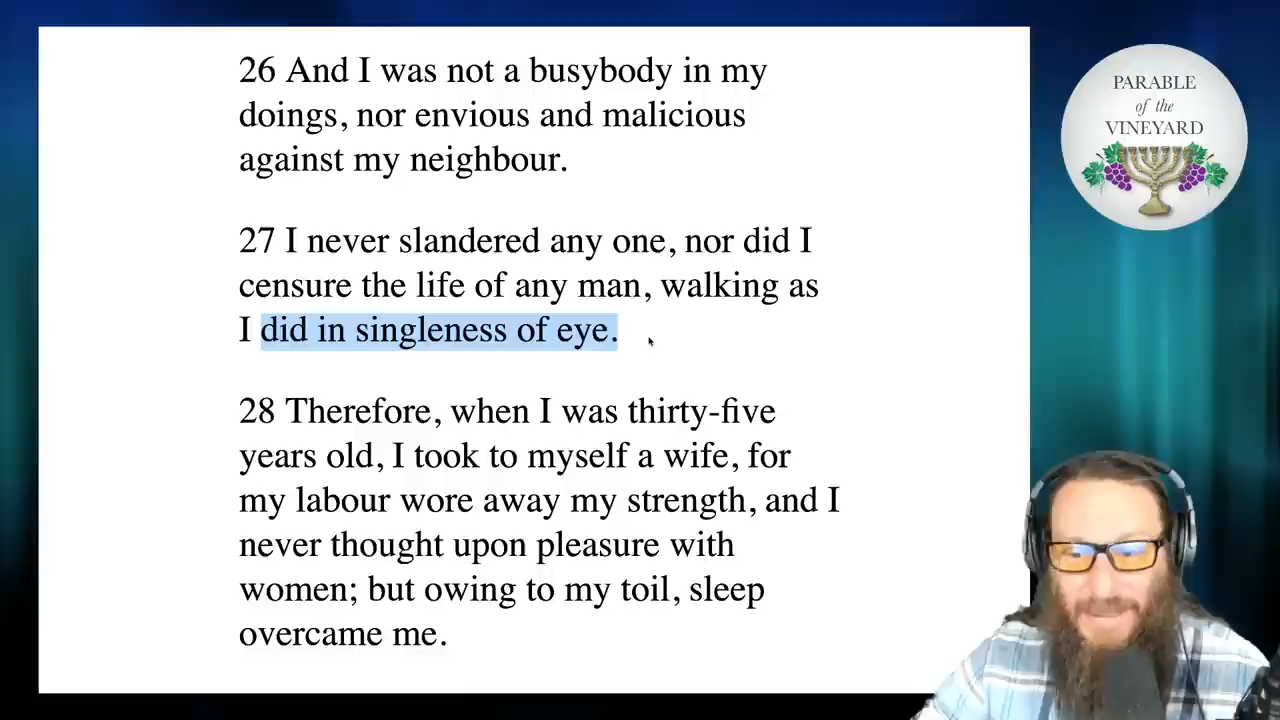 26 And I was not a busybody in my
doings, nor envious and malicious
against my neighbour.
27 I never slandered any one, nor did I
censure the life of any man, walking as
I did in singleness of eye.
28 Therefore, when I was thirty-five
years old, I took to myself a wife, for
my labour wore away my strength, and I
never thought upon pleasure with
women; but owing to my toil, sleep
overcame me.
PARABLE
of the
VINEYARD